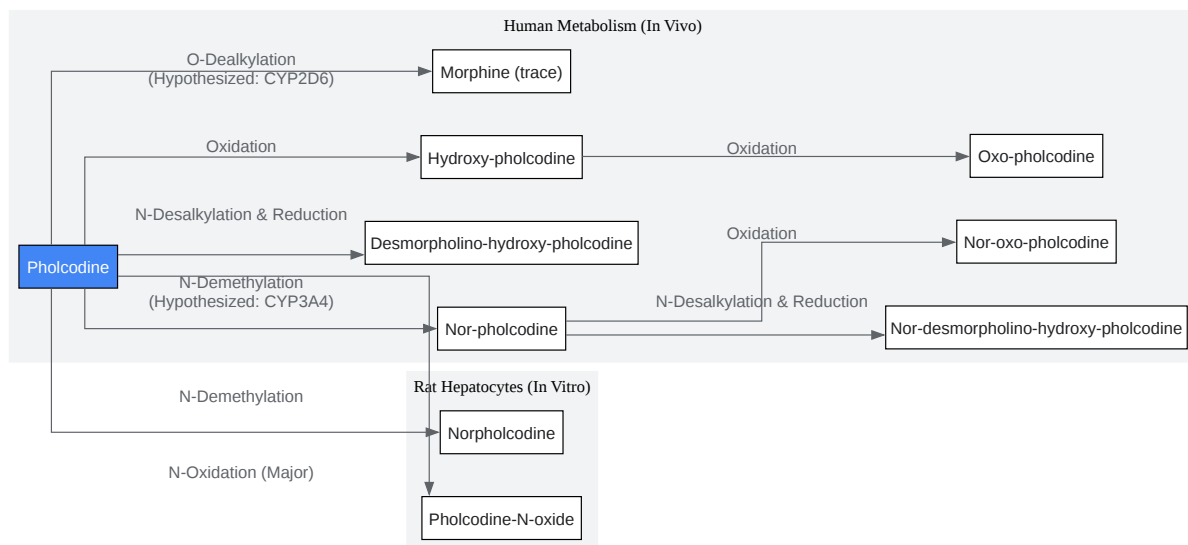 Human Metabolism (In Vivo)
O-Dealkylation
(Hypothesized: CYP2D6)
Morphine (trace)
Oxidation
Hydroxy-pholcodine
Oxidation
Oxo-pholcodine
N-Desalkylation & Reduction
Desmorpholino-hydroxy-pholcodine
Oxidation
Nor-oxo-pholcodine
Pholcodine
N-Demethylation
(Hypothesized: CYP3A4)
Nor-pholcodine
N-Desalkylation & Reduction
Nor-desmorpholino-hydroxy-pholcodine
Rat Hepatocytes (In Vitro)
N-Demethylation
Norpholcodine
N-Oxidation (Major)
Pholcodine-N-oxide